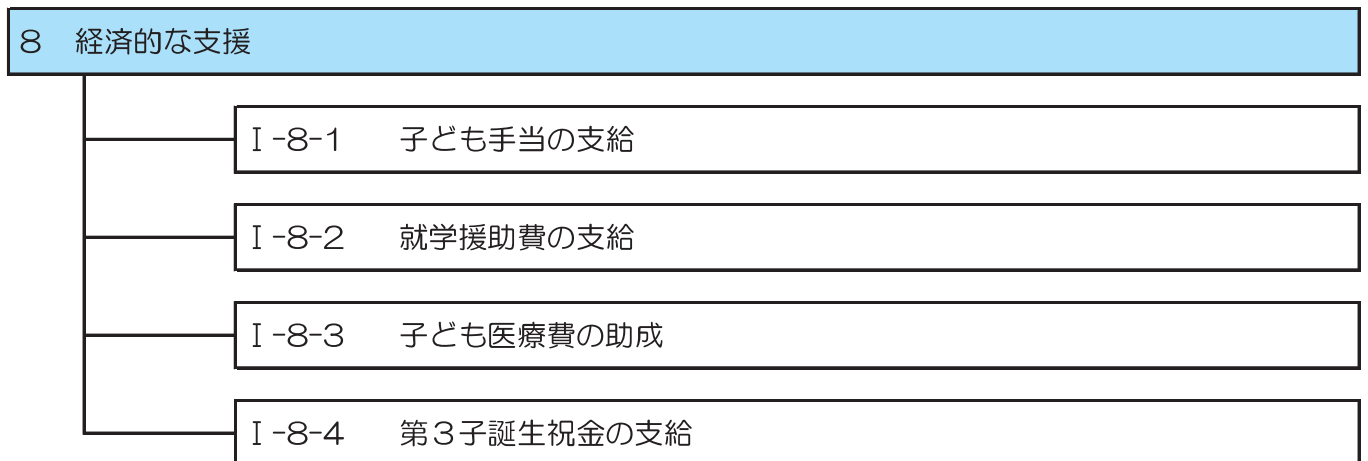 8 経済的な支援
Ⅰ-8-1 子ども手当の支給
Ⅰ-8-2 就学援助費の支給
Ⅰ-8-3 子ども医療費の助成
Ⅰ-8-4 第3子誕生祝金の支給